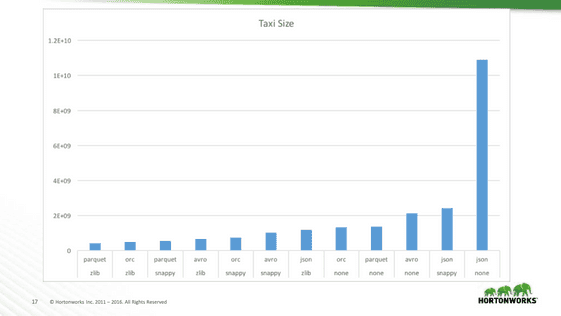 Taxi Size
1.2E+10
1E+10
8E+09
6E+09
4E+09
2E+09
0
parquet orc parquet avro orc avro json orc parquet avro json json
zlib zlib snappy zlib snappy snappy zlib none none none snappy none
17 © Hortonworks Inc. 2011 – 2016. All Rights Reserved
HORTONWORKS